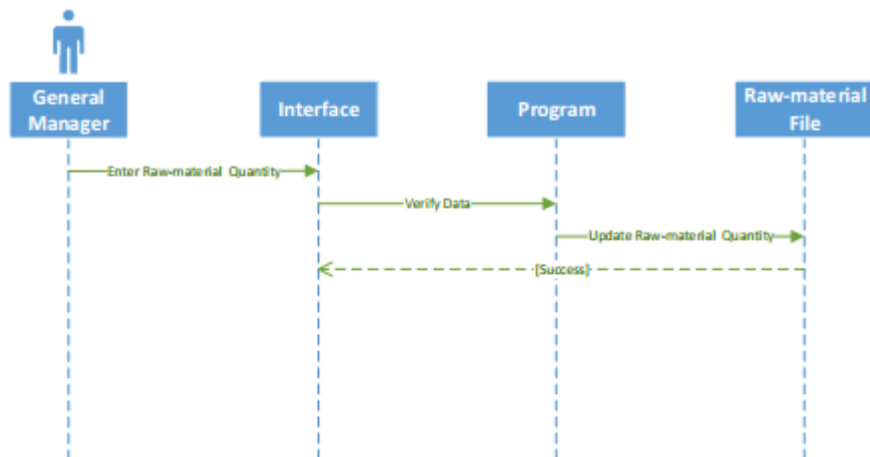 General
Manager
Interface
Program
Raw-material
File
Enter Raw-material Quantity
Verify Data
Update Raw-material Quantity
[Success]